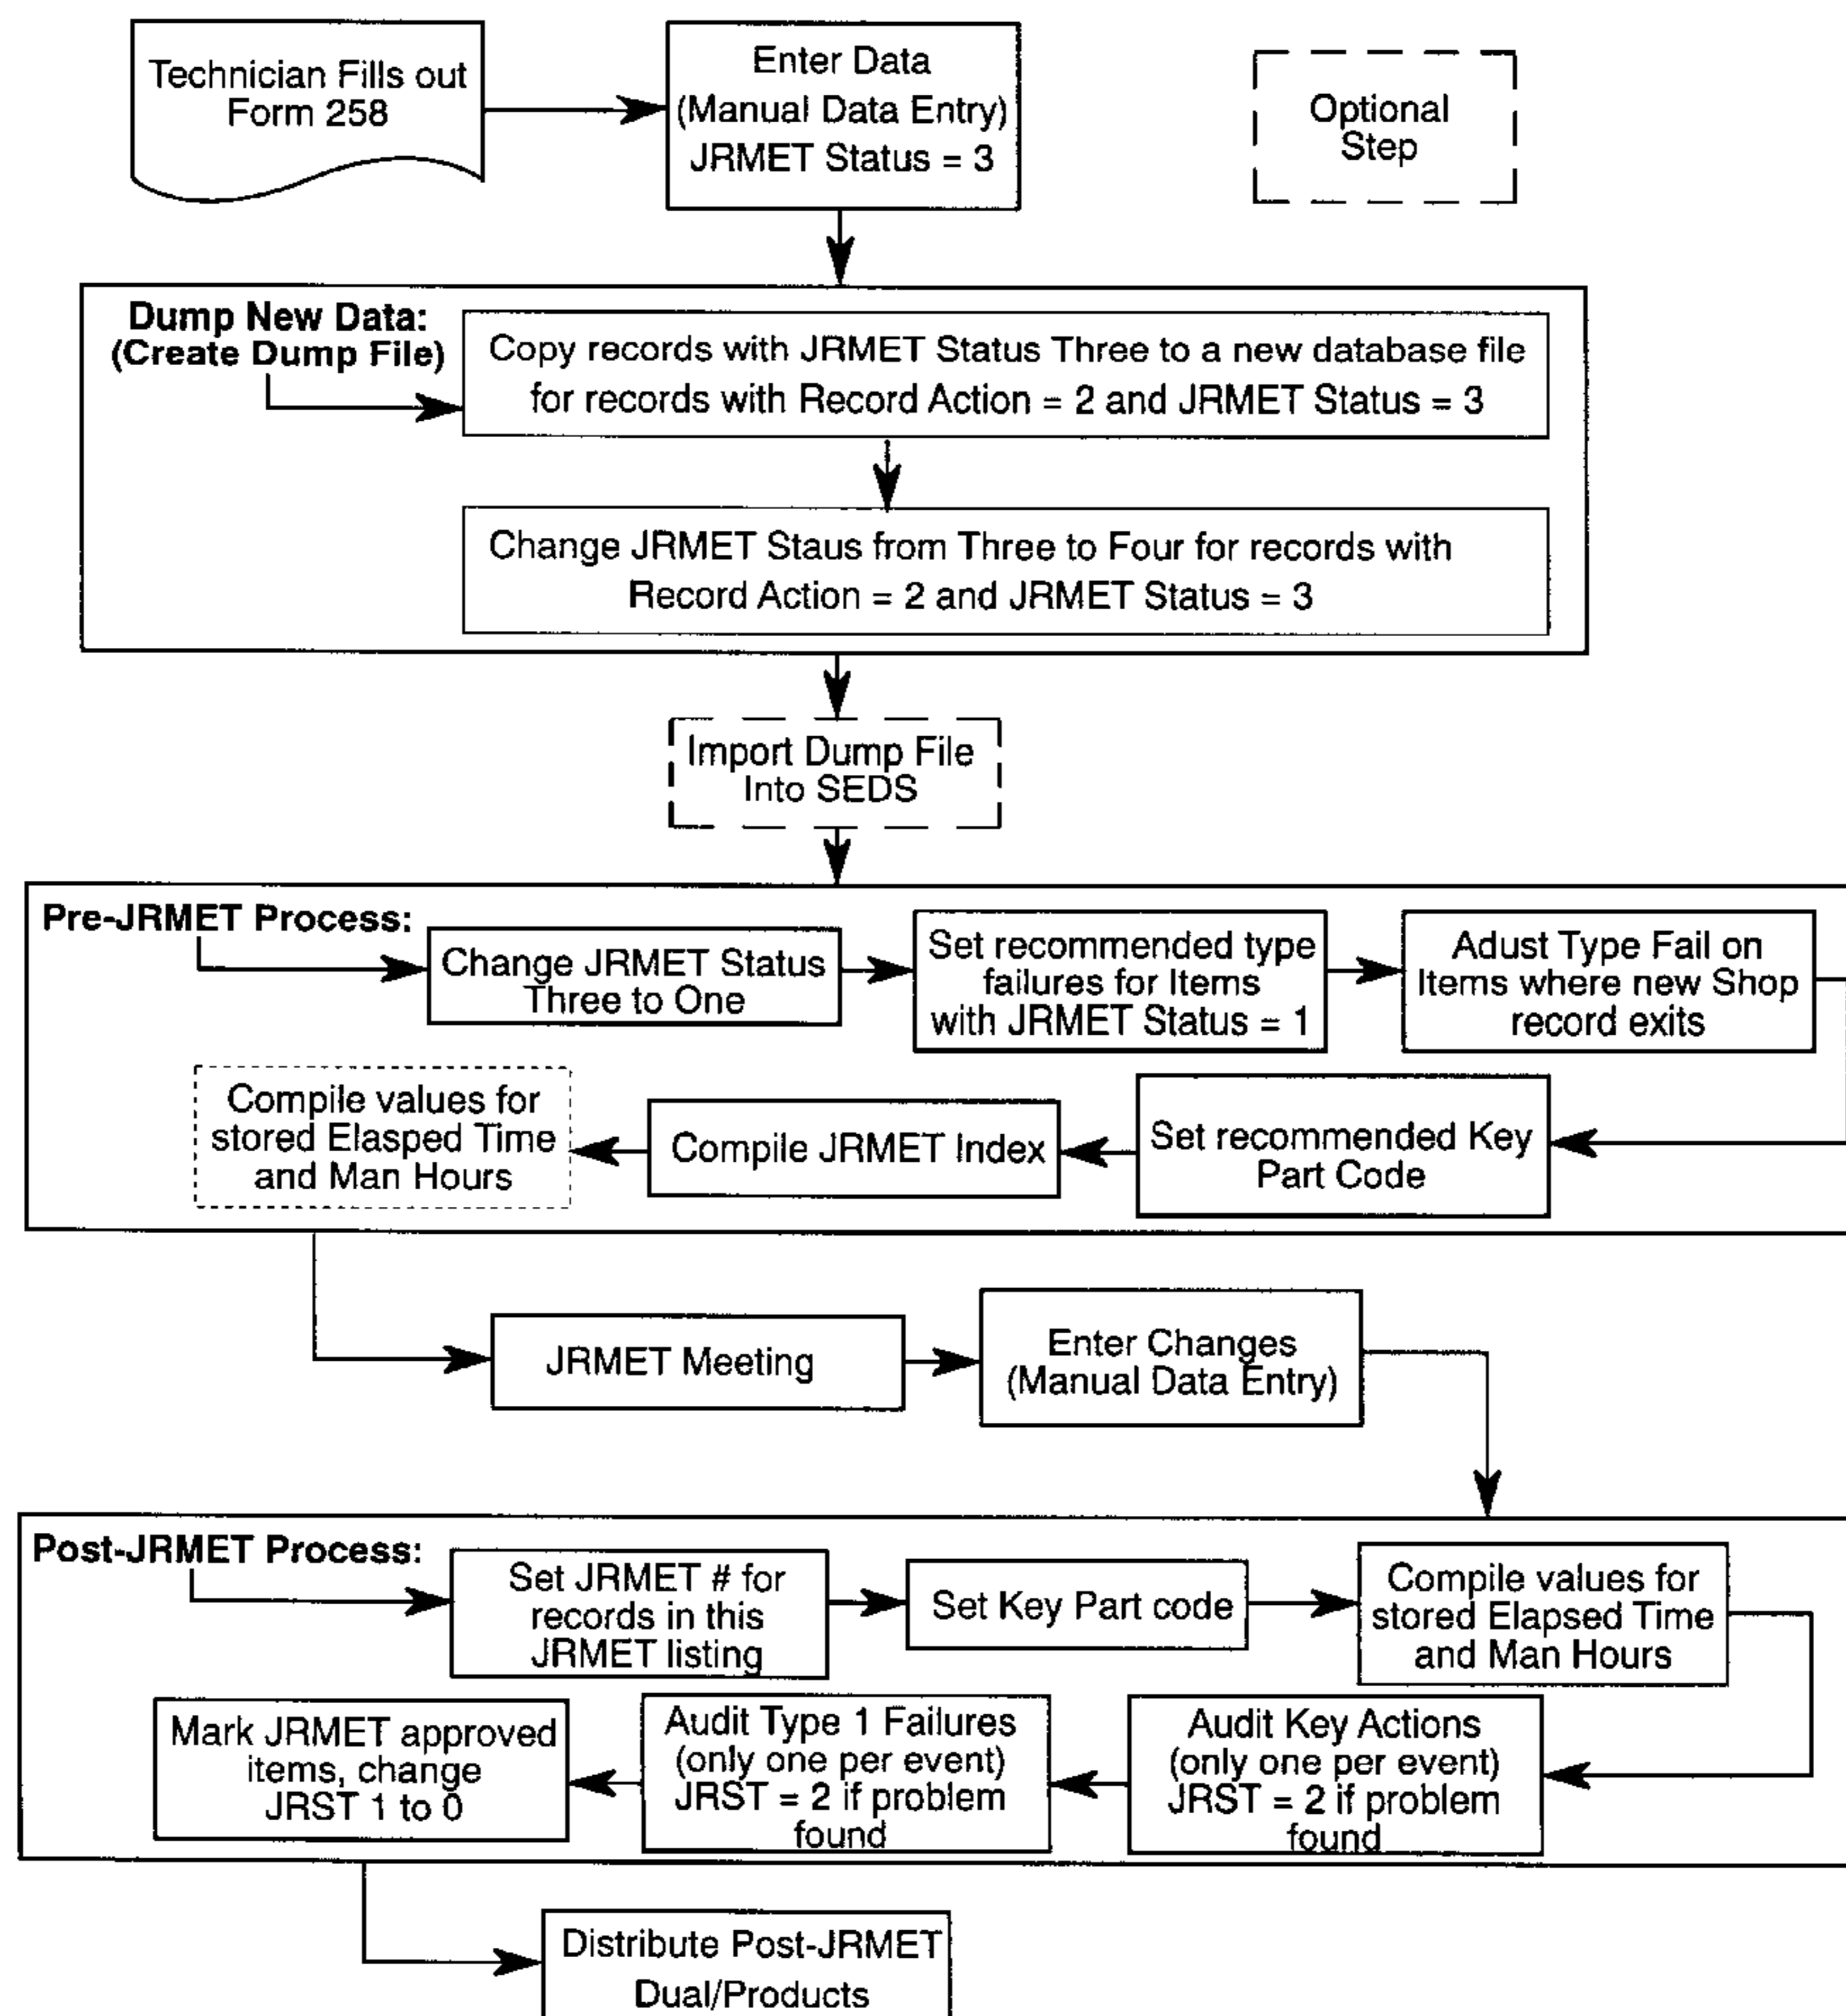 Technician Fills out
Form 258
Enter Data
(Manual Data Entry)
JRMET Status = 3
Optional
Step
Dump New Data:
(Create Dump File)
Copy records with JRMET Status Three to a new database file
for records with Record Action = 2 and JRMET Status = 3
Change JRMET Staus from Three to Four for records with
Record Action = 2 and JRMET Status = 3
Import Dump File
Into SEDS
Pre-JRMET Process:
Change JRMET Status
Three to One
Set recommended type
failures for Items
with JRMET Status = 1
Adust Type Fail on
Items where new Shop
record exits
Set recommended Key
Part Code
Compile JRMET Index
Compile values for
stored Elasped Time
and Man Hours
JRMET Meeting
Enter Changes
(Manual Data Entry)
Post-JRMET Process:
Set JRMET # for
records in this
JRMET listing
Set Key Part code
Compile values for
stored Elapsed Time
and Man Hours
Audit Key Actions
(only one per event)
JRST = 2 if problem
found
Audit Type 1 Failures
(only one per event)
JRST = 2 if problem
found
Mark JRMET approved
items, change
JRST 1 to 0
Distribute Post-JRMET
Dual/Products